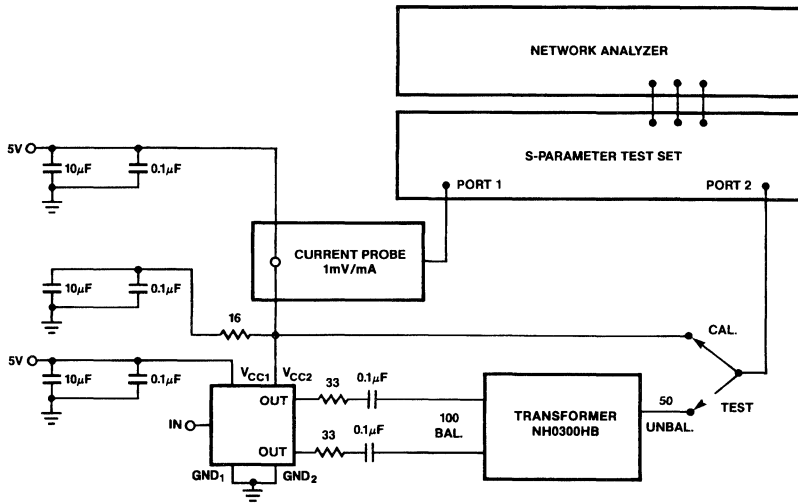 NETWORK ANALYZER
S-PARAMETER TEST SET
PORT 1
PORT 2
5V
10μF
0.1μF
CURRENT PROBE
1mV/mA
10μF
0.1μF
16
CAL.
5V
10μF
0.1μF
VCC1
VCC2
33
0.1μF
OUT
IN
100
BAL.
TRANSFORMER
NH0300HB
50
UNBAL.
TEST
33
0.1μF
OUT
GND1
GND2